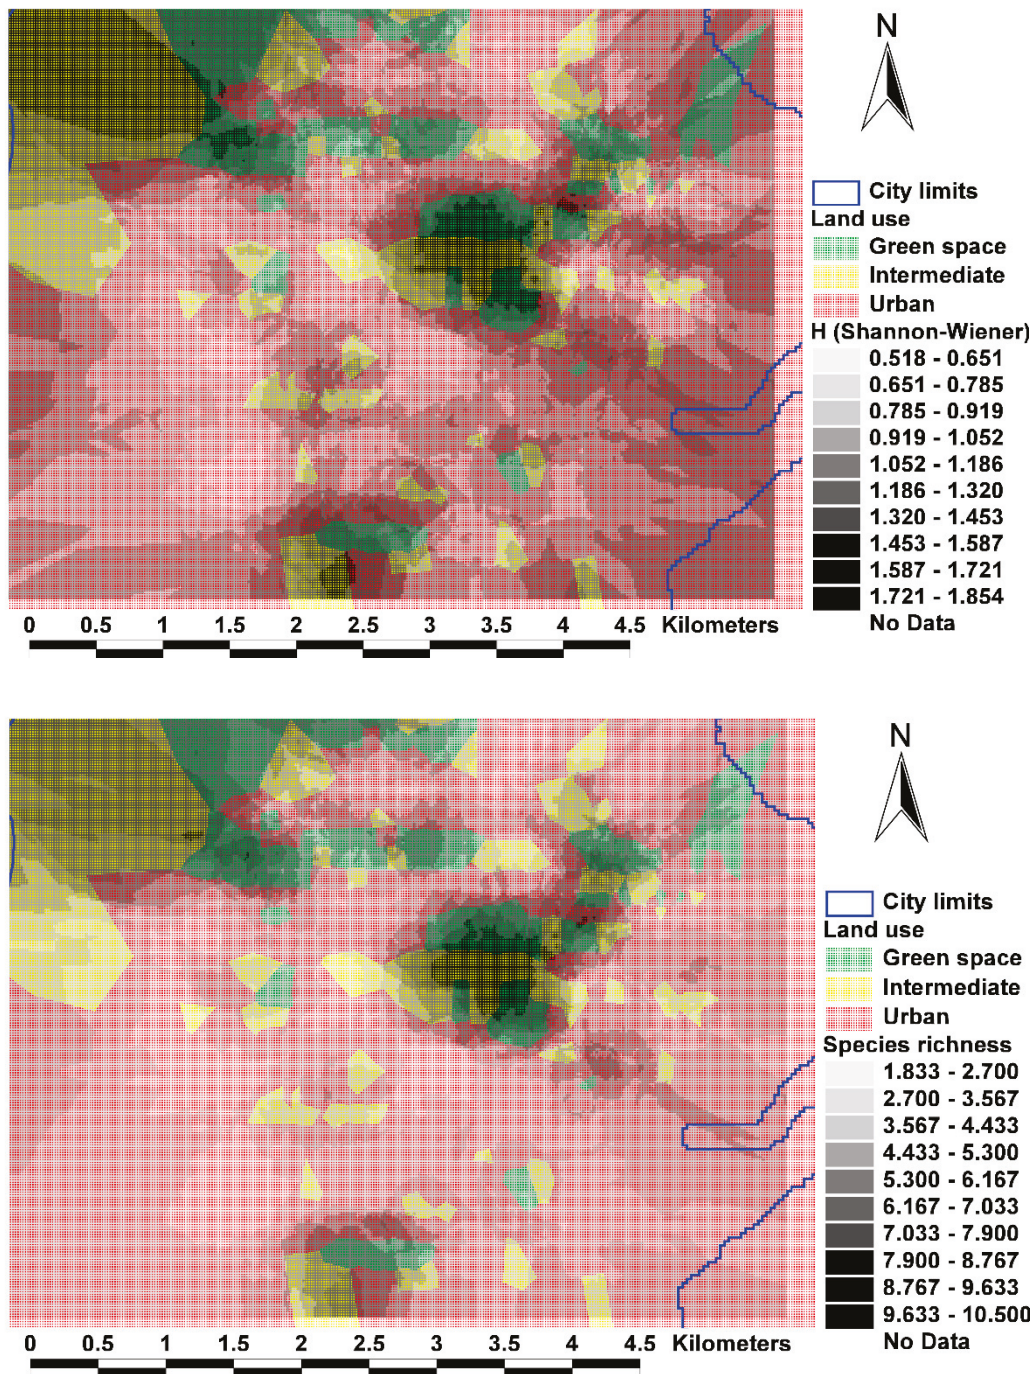 N
City limits
Land use
Green space
Intermediate
Urban
H (Shannon-Wiener)
0.518 - 0.651
0.651 - 0.785
0.785 - 0.919
0.919 - 1.052
1.052 - 1.186
1.186 - 1.320
1.320 - 1.453
1.453 - 1.587
1.587 - 1.721
1.721 - 1.854
No Data
0 0.5 1 1.5 2 2.5 3 3.5 4 4.5 Kilometers
N
City limits
Land use
Green space
Intermediate
Urban
Species richness
1.833 - 2.700
2.700 - 3.567
3.567 - 4.433
4.433 - 5.300
5.300 - 6.167
6.167 - 7.033
7.033 - 7.900
7.900 - 8.767
8.767 - 9.633
9.633 - 10.500
No Data
0 0.5 1 1.5 2 2.5 3 3.5 4 4.5 Kilometers